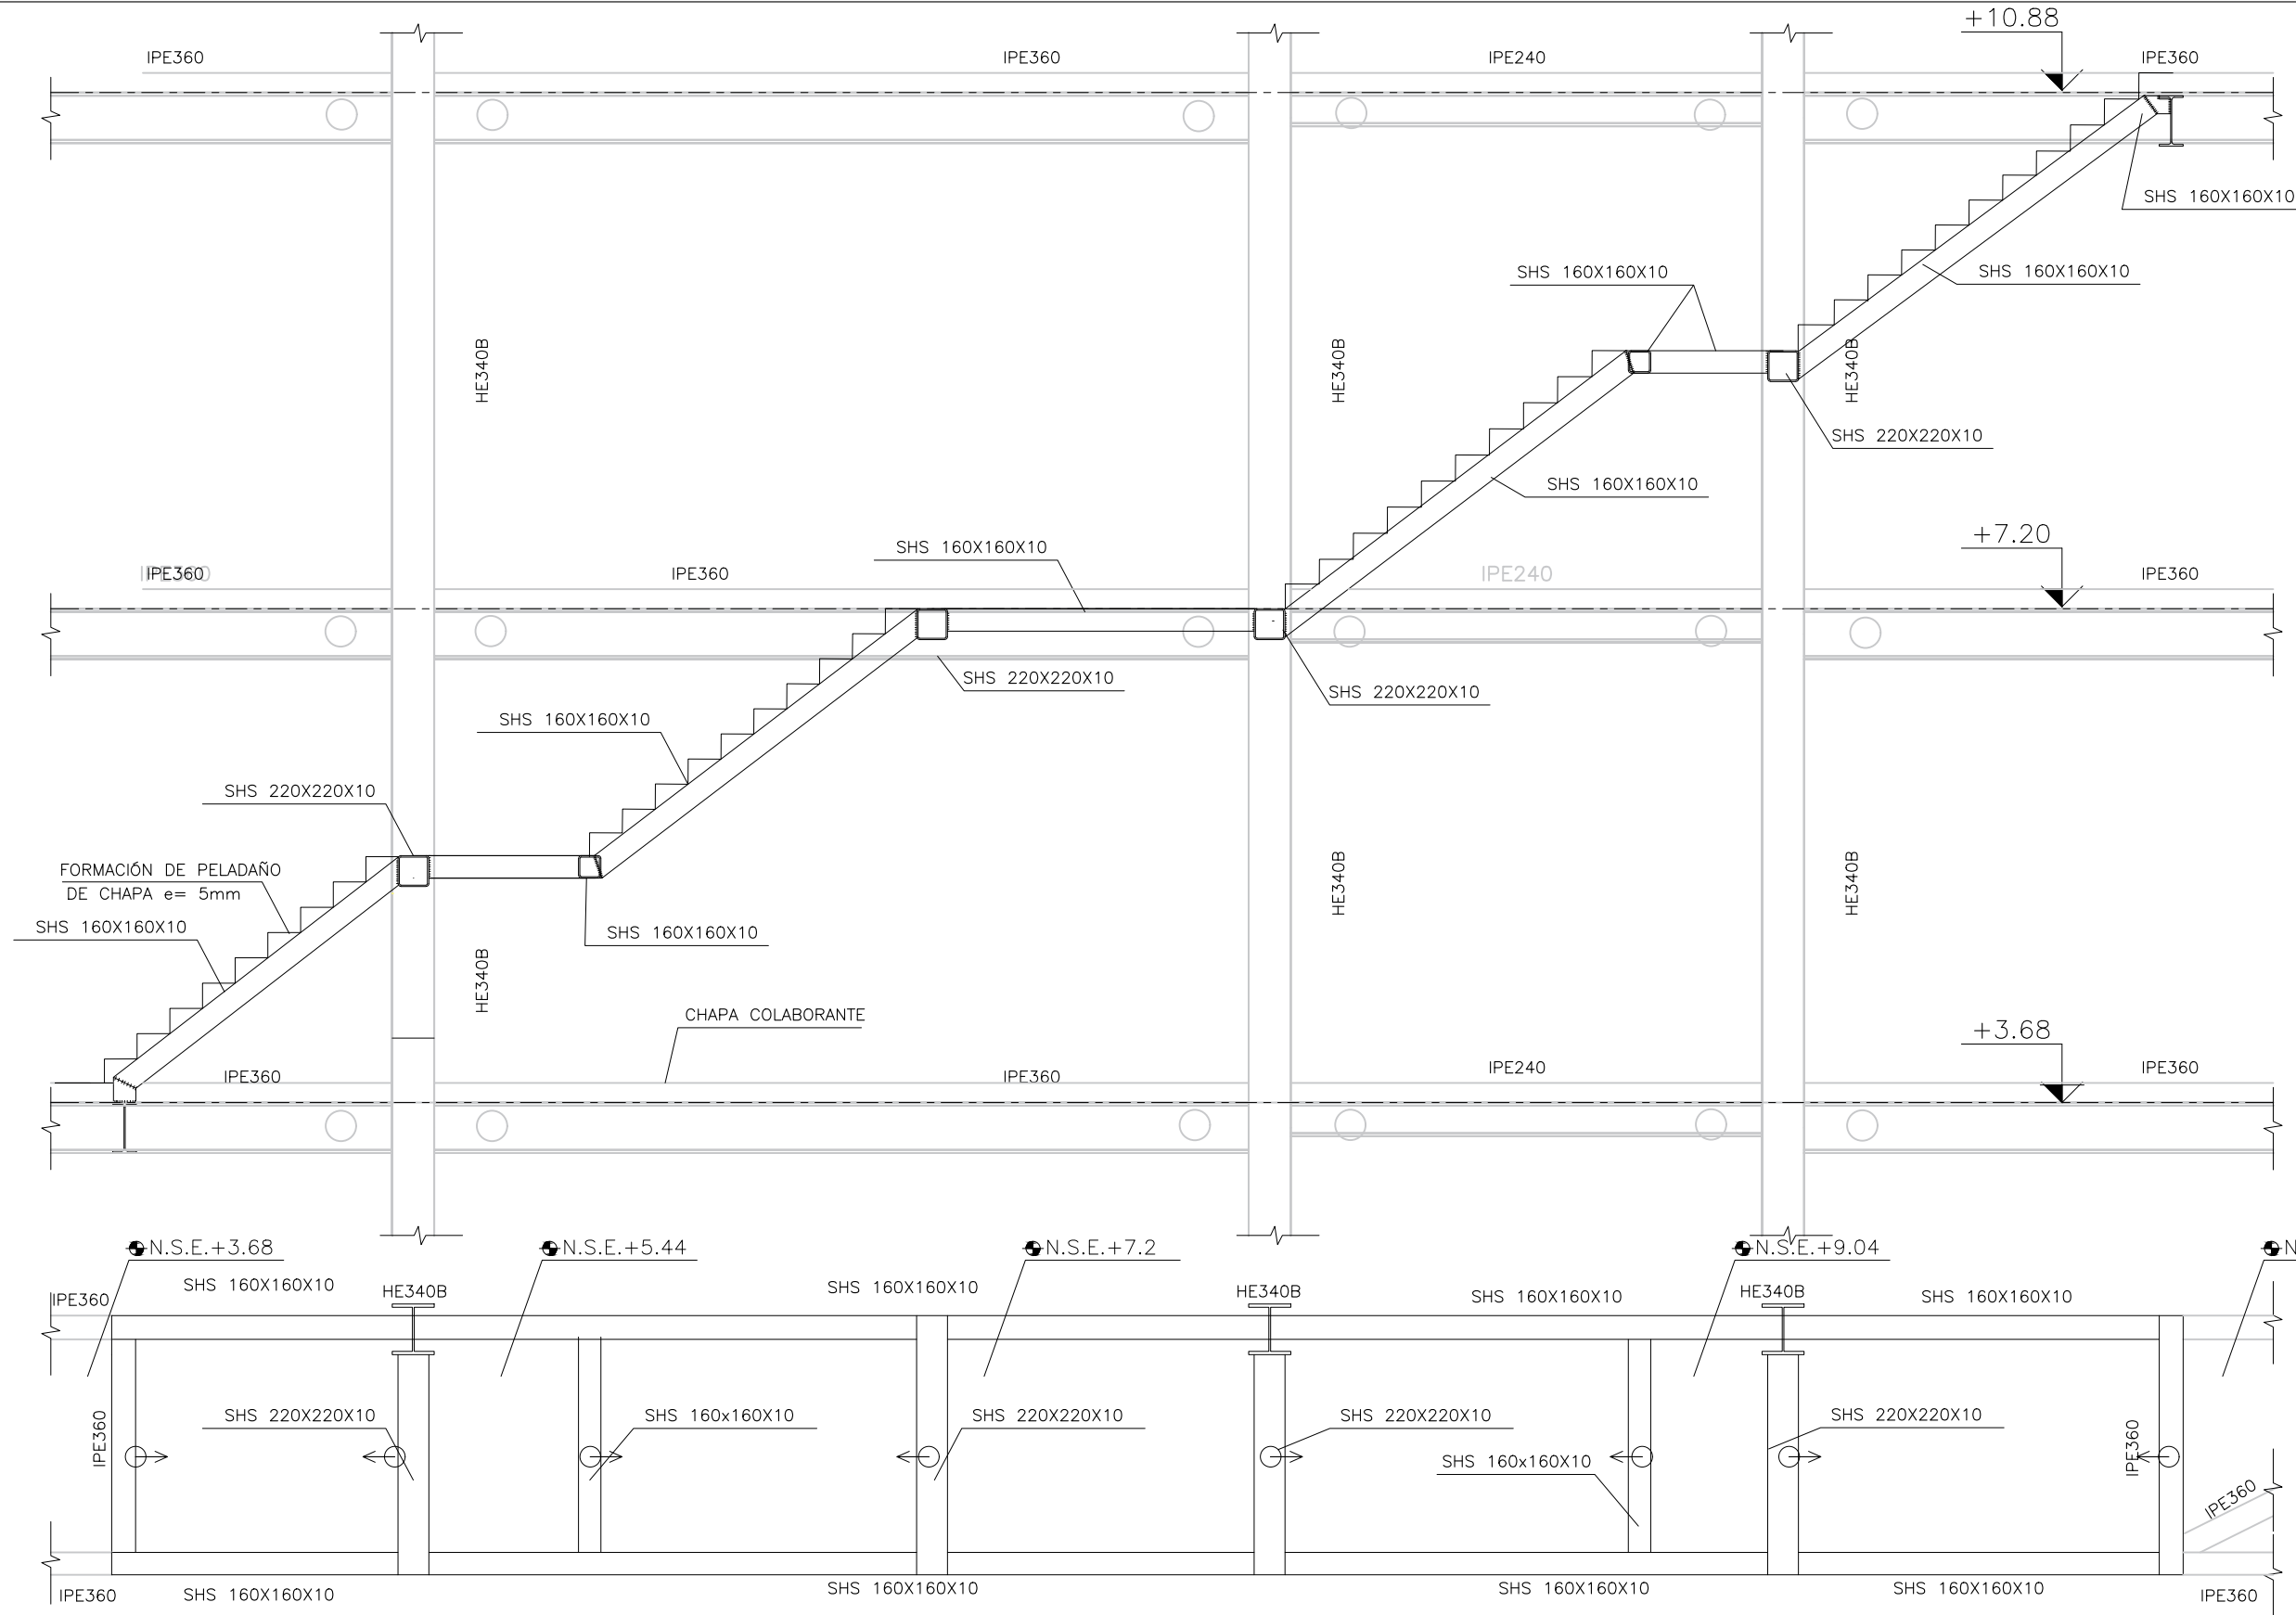 +10.88
IPE360
IPE360
IPE240
IPE360
SHS 160X160X10
SHS 160X160X10
SHS 160X160X10
HE340B
HE340B
HE340B
SHS 220X220X10
SHS 160X160X10
+7.20
SHS 160X160X10
IPE360
IPE360
IPE360
IPE240
IPE360
SHS 220X220X10
SHS 220X220X10
SHS 160X160X10
SHS 220X220X10
FORMACIÓN DE PELADAÑO
DE CHAPA e= 5mm
SHS 160X160X10
SHS 160X160X10
HE340B
HE340B
HE340B
CHAPA COLABORANTE
+3.68
IPE360
IPE360
IPE240
IPE360
N.S.E.+3.68
N.S.E.+5.44
N.S.E.+7.2
N.S.E.+9.04
N
IPE360
SHS 160X160X10
HE340B
SHS 160X160X10
HE340B
SHS 160X160X10
HE340B
SHS 160X160X10
IPE360
SHS 220X220X10
SHS 160x160X10
SHS 220X220X10
SHS 220X220X10
SHS 160x160X10
SHS 220X220X10
IPE360
IPE360
IPE360
SHS 160X160X10
SHS 160X160X10
SHS 160X160X10
SHS 160X160X10
IPE360